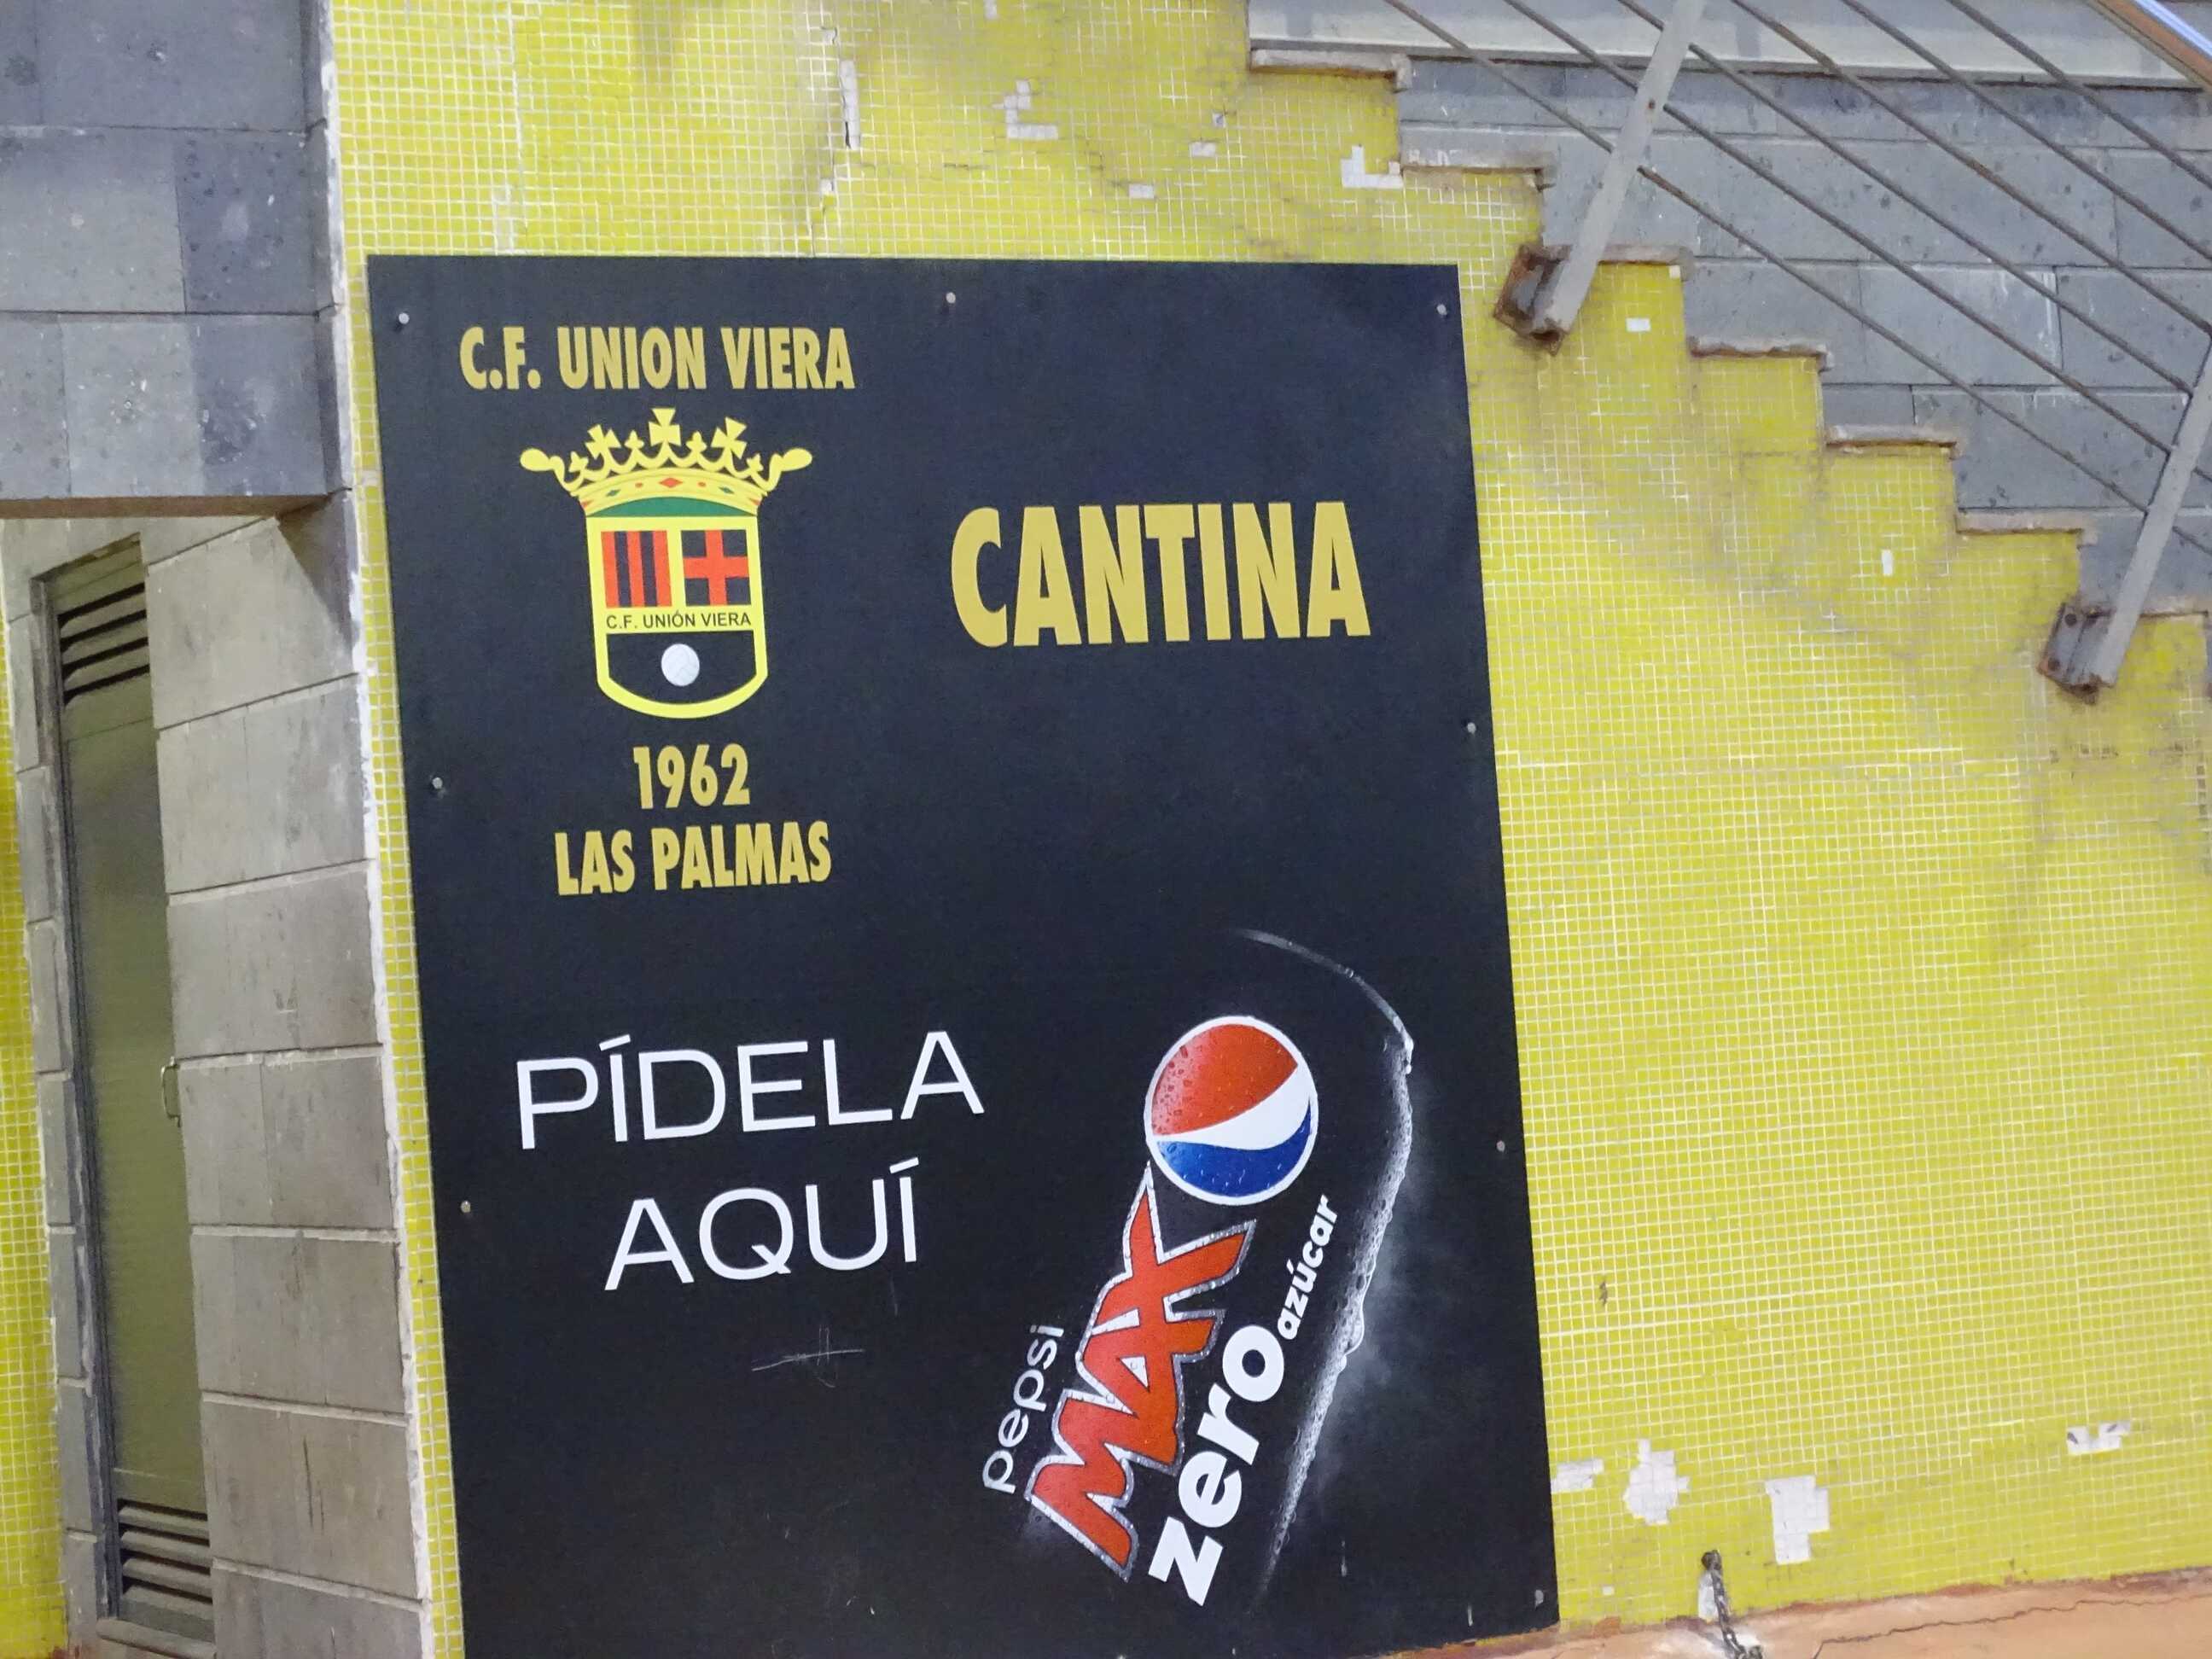 C.F. UNION VIERA
C.F. UNIÓN VIERA
1962
LAS PALMAS
CANTINA
PÍDELA
AQUÍ
pepsi
MAX
zero azúcar